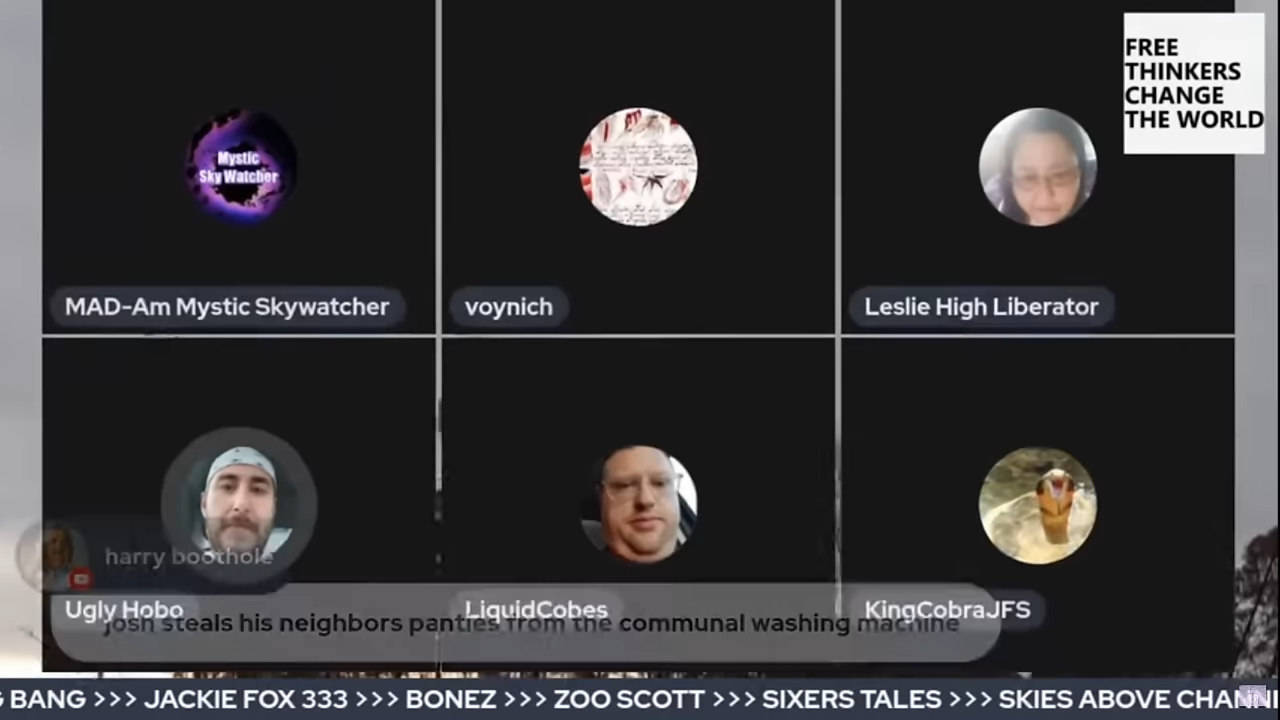 FREE
THINKERS
CHANGE
THE WORLD
Mystic
Sky Watcher
MAD-Am Mystic Skywatcher
voynich
Leslie High Liberator
harry boothole
Ugly Hobo
LiquidCobes
KingCobraJFS
josh steals his neighbors panties from the communal washing machine
G BANG >>> JACKIE FOX 333 >>> BONEZ >>> ZOO SCOTT >>> SIXERS TALES >>> SKIES ABOVE CHANN